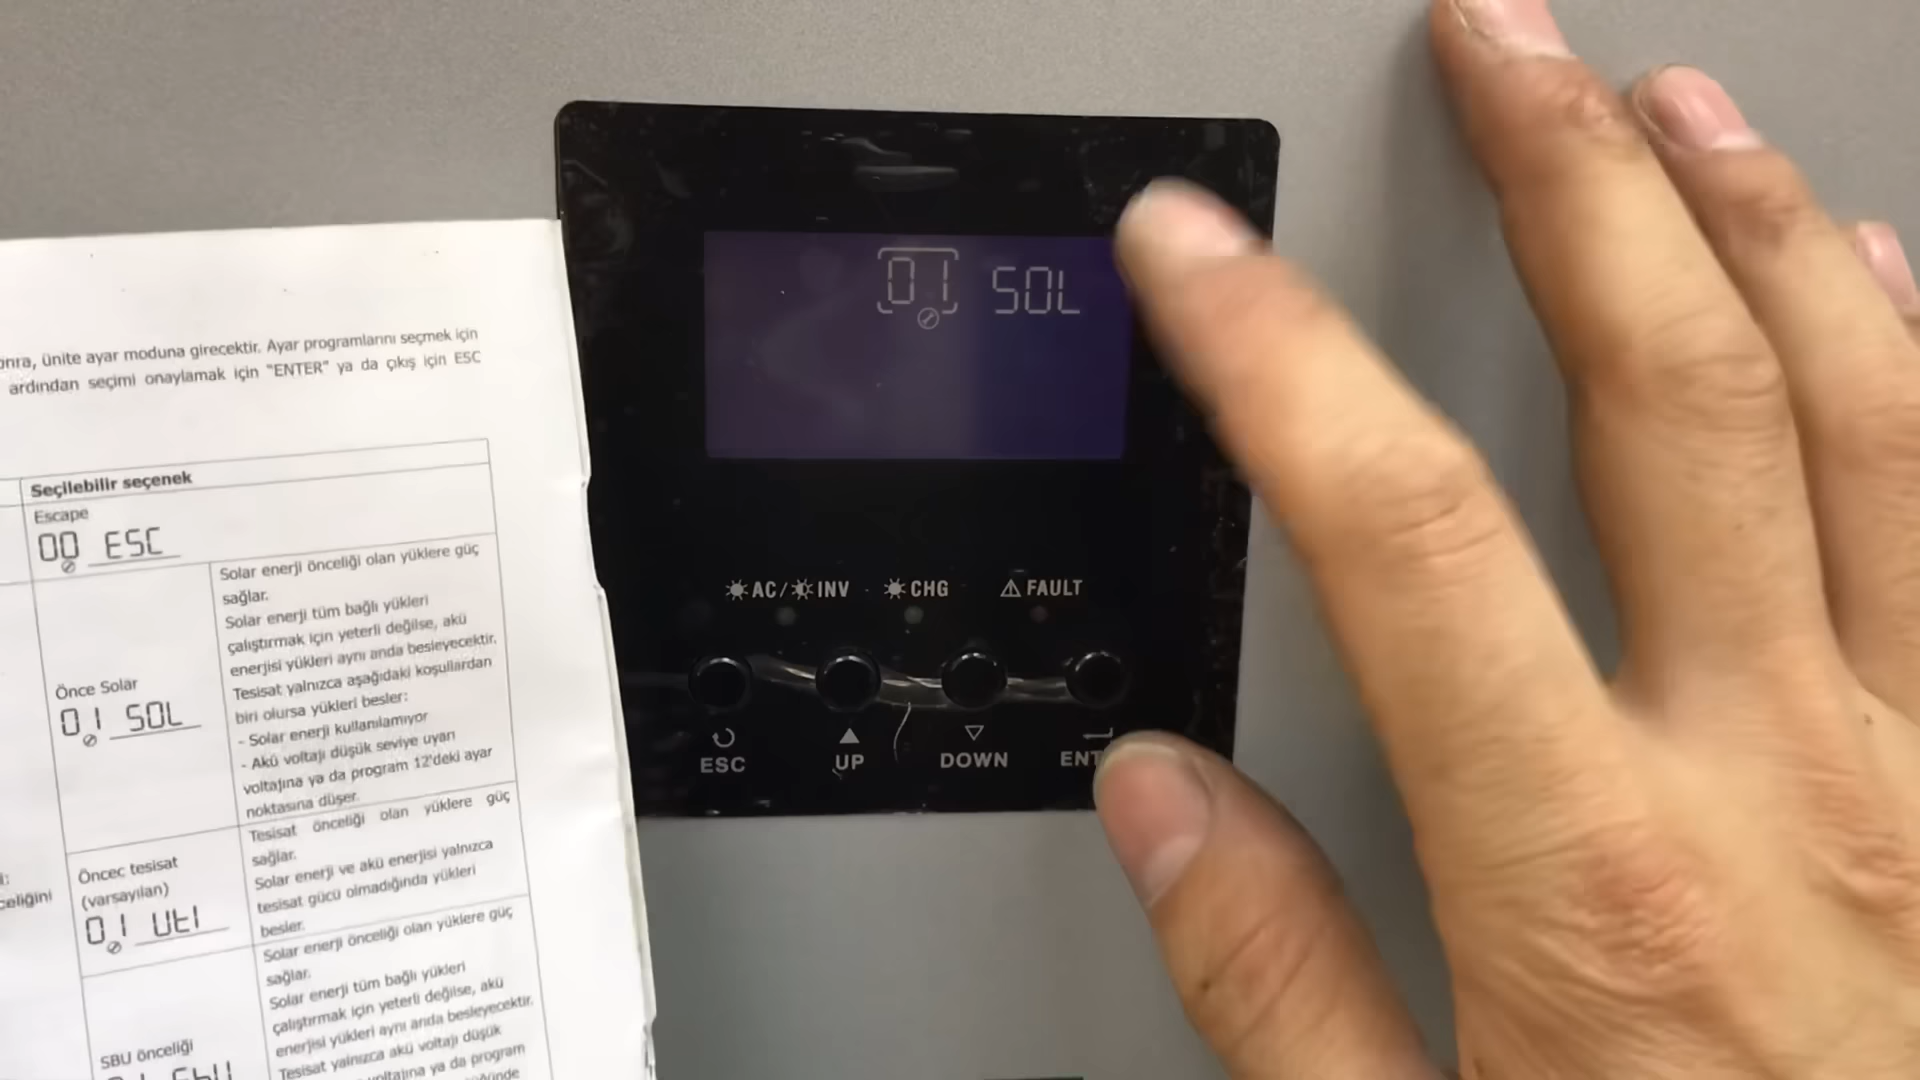 onra, ünite ayar moduna girecektir. Ayar programlarını seçmek için
ardından seçimi onaylamak için "ENTER" ya da çıkış için ESC
Seçilebilir seçenek
Escape
00 ESC
Önce Solar
01 SOL
Solar enerji önceliği olan yüklere güç
sağlar.
Solar enerji tüm bağlı yükleri
çalıştırmak için yeterli değilse, akü
enerjisi yükleri aynı anda besleyecektir.
Tesisat yalnızca aşağıdaki koşullardan
biri olursa yükleri besler:
- Solar enerji kullanılamıyor
- Akü voltajı düşük seviye uyarı
voltajına ya da program 12'deki ayar
noktasına düşer.
Öncec tesisat
(varsayılan)
01 Uti
Tesisat önceliği olan yüklere güç
sağlar.
Solar enerji ve akü enerjisi yalnızca
tesisat gücü olmadığında yükleri
besler.
SBU önceliği
Solar enerji önceliği olan yüklere güç
sağlar.
Solar enerji tüm bağlı yükleri
çalıştırmak için yeterli değilse, akü
enerjisi yükleri aynı anda besleyecektir.
Tesisat yalnızca akü voltajı düşük
ya da program
01 SOL
AC/ INV CHG FAULT
ESC UP DOWN ENT